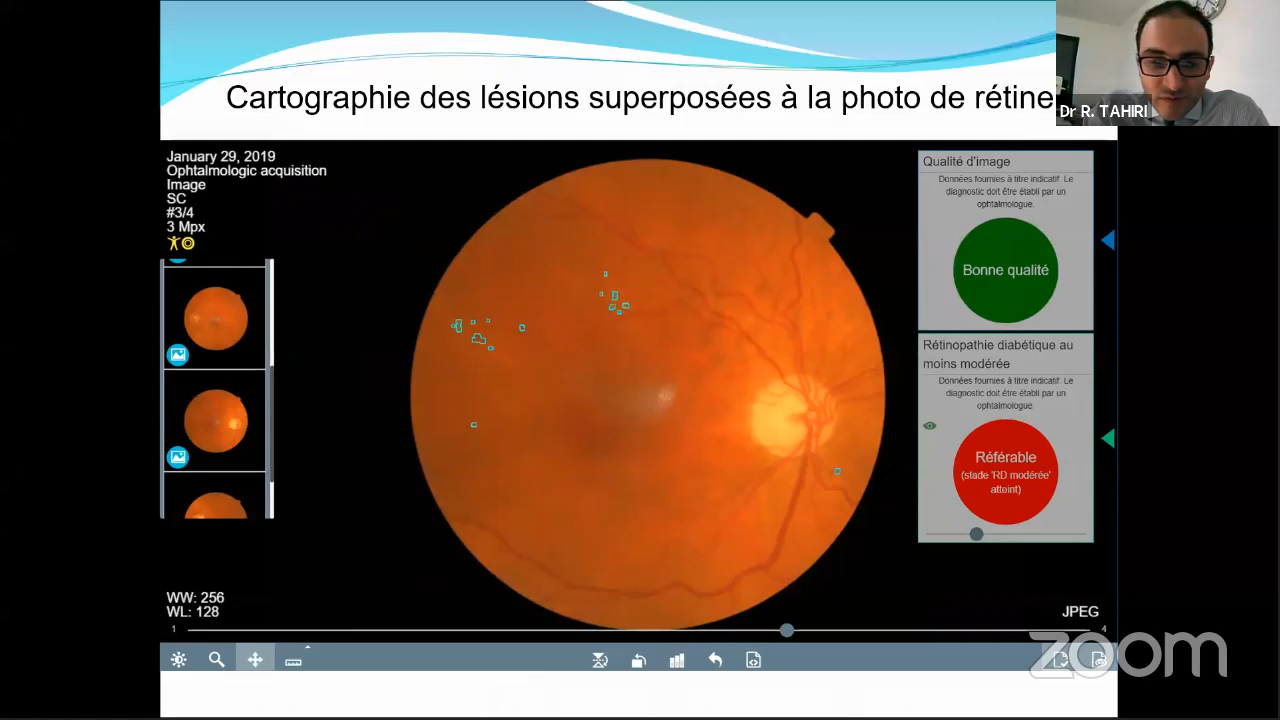 Cartographie des lésions superposées à la photo de rétine
Dr R. TAHIRI
January 29, 2019
Ophtalmologic acquisition
Image
SC
#3/4
3 Mpx
Qualité d'image
Données fournies à titre indicatif. Le
diagnostic doit être établi par un
ophtalmologue.
Bonne qualité
Rétinopathie diabétique au
moins modérée
Données fournies à titre indicatif. Le
diagnostic doit être établi par un
ophtalmologue
Référable
(stade 'RD modérée'
atteint)
WW: 256
WL: 128
JPEG
1
4
zoom